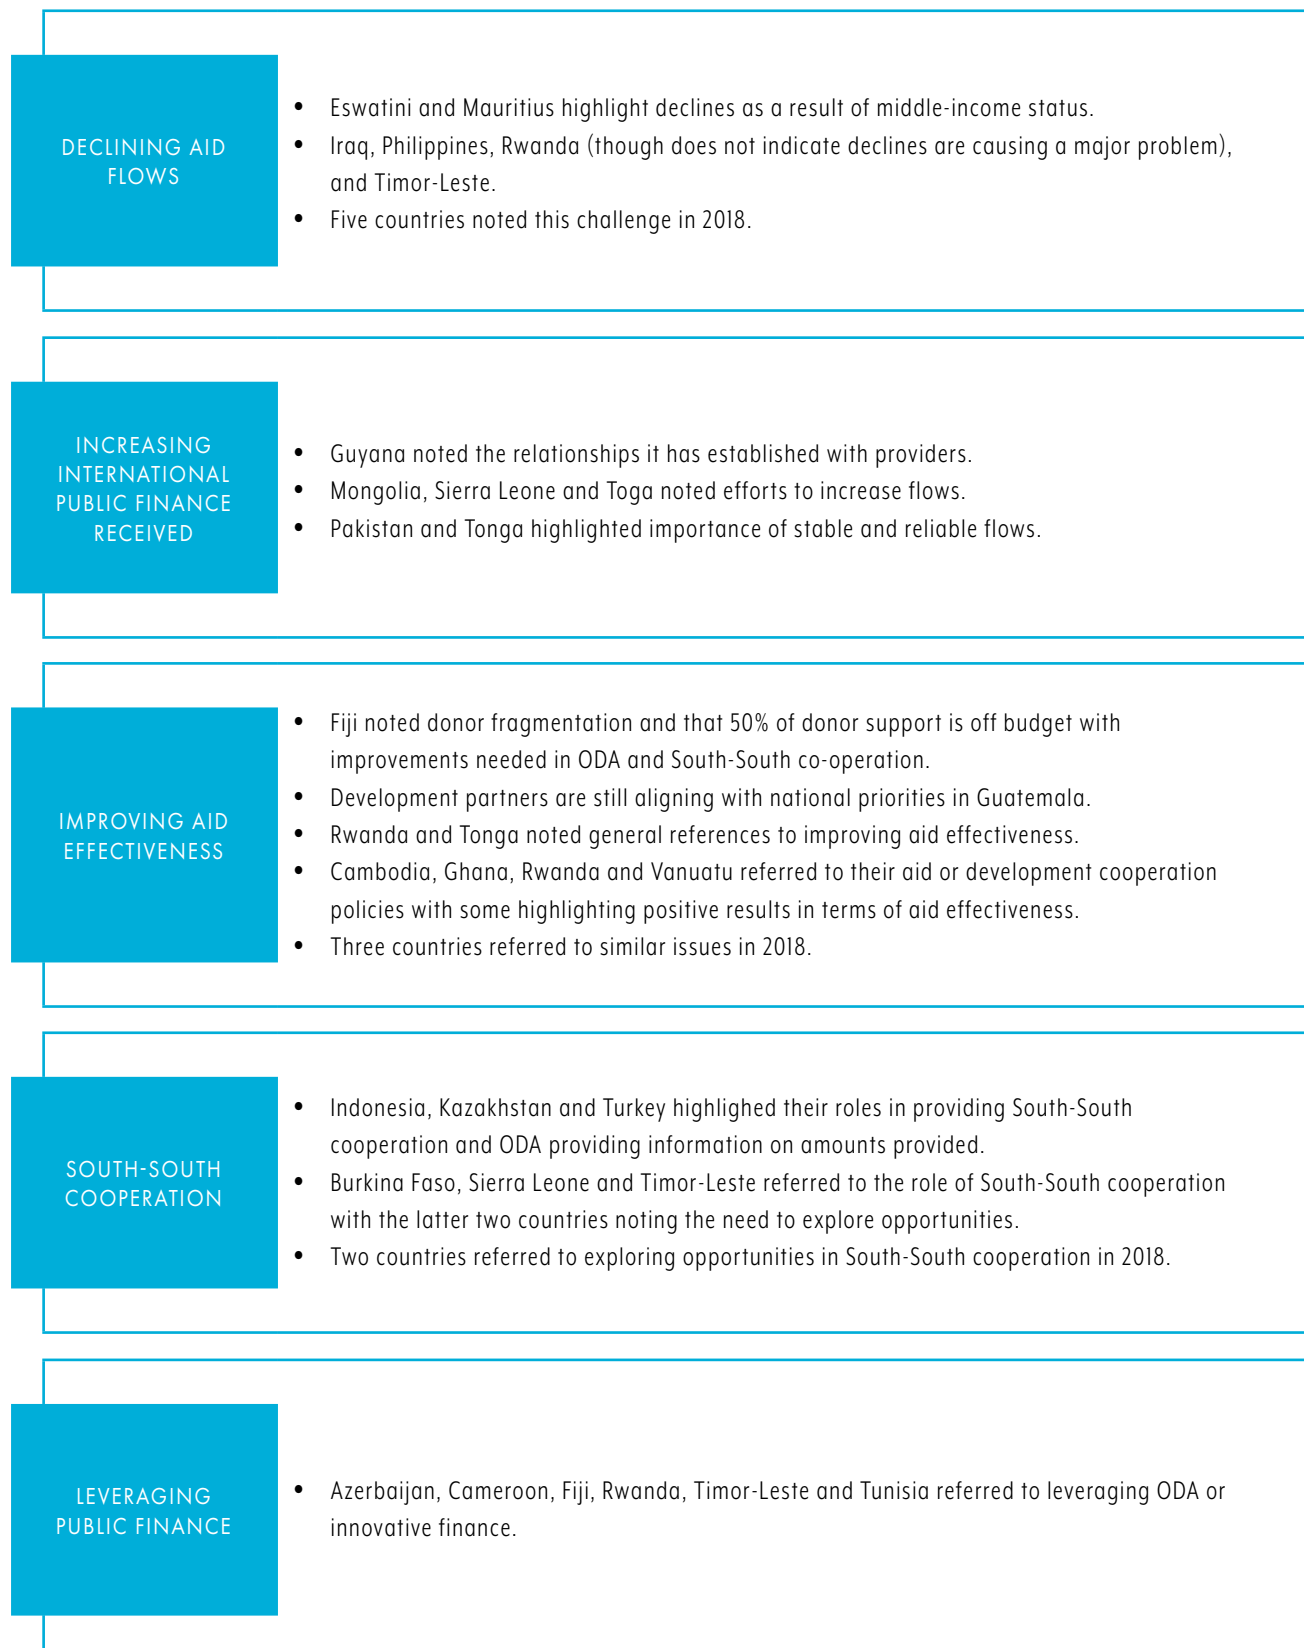 DECLINING AID
FLOWS
• Eswatini and Mauritius highlight declines as a result of middle-income status.
• Iraq, Philippines, Rwanda (though does not indicate declines are causing a major problem),
and Timor-Leste.
• Five countries noted this challenge in 2018.
INCREASING
INTERNATIONAL
PUBLIC FINANCE
RECEIVED
• Guyana noted the relationships it has established with providers.
• Mongolia, Sierra Leone and Toga noted efforts to increase flows.
• Pakistan and Tonga highlighted importance of stable and reliable flows.
IMPROVING AID
EFFECTIVENESS
• Fiji noted donor fragmentation and that 50% of donor support is off budget with
improvements needed in ODA and South-South co-operation.
• Development partners are still aligning with national priorities in Guatemala.
• Rwanda and Tonga noted general references to improving aid effectiveness.
• Cambodia, Ghana, Rwanda and Vanuatu referred to their aid or development cooperation
policies with some highlighting positive results in terms of aid effectiveness.
• Three countries referred to similar issues in 2018.
SOUTH-SOUTH
COOPERATION
• Indonesia, Kazakhstan and Turkey highlighed their roles in providing South-South
cooperation and ODA providing information on amounts provided.
• Burkina Faso, Sierra Leone and Timor-Leste referred to the role of South-South cooperation
with the latter two countries noting the need to explore opportunities.
• Two countries referred to exploring opportunities in South-South cooperation in 2018.
LEVERAGING
PUBLIC FINANCE
• Azerbaijan, Cameroon, Fiji, Rwanda, Timor-Leste and Tunisia referred to leveraging ODA or
innovative finance.